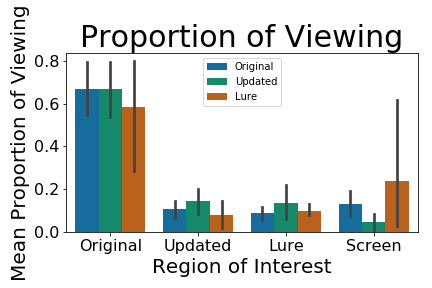 Proportion of Viewing
Mean Proportion of Viewing
0.8
0.6
0.4
0.2
0.0
Original
Updated
Lure
Original
Updated
Lure
Screen
Region of Interest